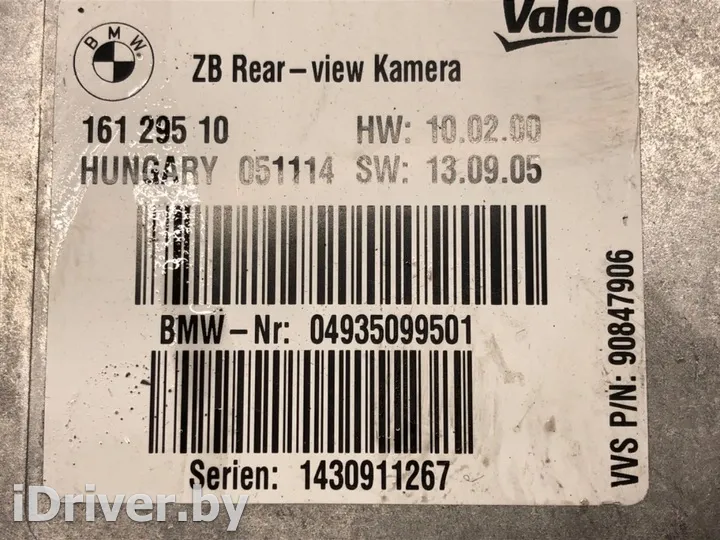 BMW
Valeo
ZB Rear-view Kamera
161 295 10 HW: 10.02.00
HUNGARY 051114 SW: 13.09.05
BMW-Nr: 04935099501
Serien: 1430911267
VVS P/N: 90847906
iDriver.by